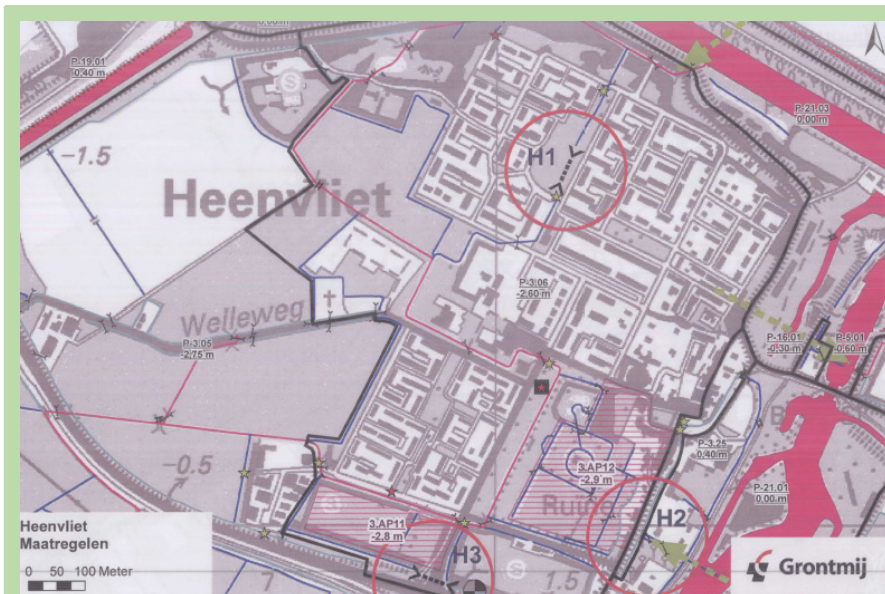 P-19.01
-0.40 m
-1.5
Heenvliet
H1
P-21.03
0.00 m
P-3.06
-2.60 m
Welleweg
P-3.05
-2.75 m
P-16.01
-0.30 m
P-5.01
-0.60 m
P-3.25
0.40 m
-0.5
3.AP12
-2,9 m
P-21.01
0.00 m
3.AP11
-2,8 m
H2
H3
Heenvliet
Maatregelen
0 50 100 Meter
7
1.5
Grontmij